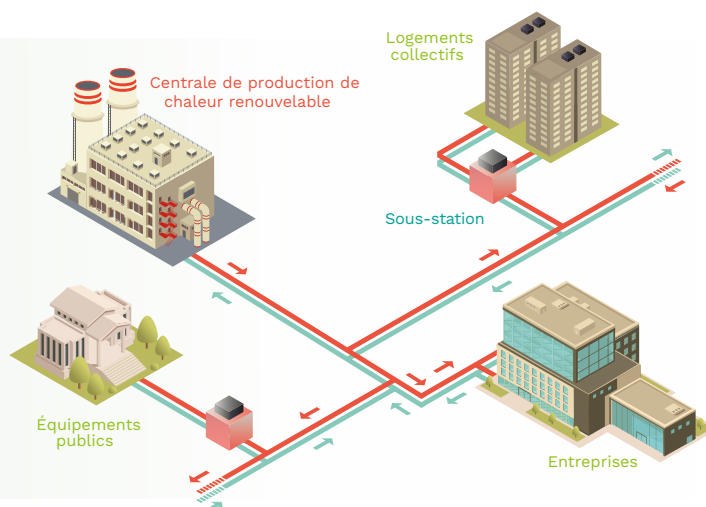 Logements
collectifs
Centrale de production de
chaleur renouvelable
Sous-station
Équipements
publics
Entreprises